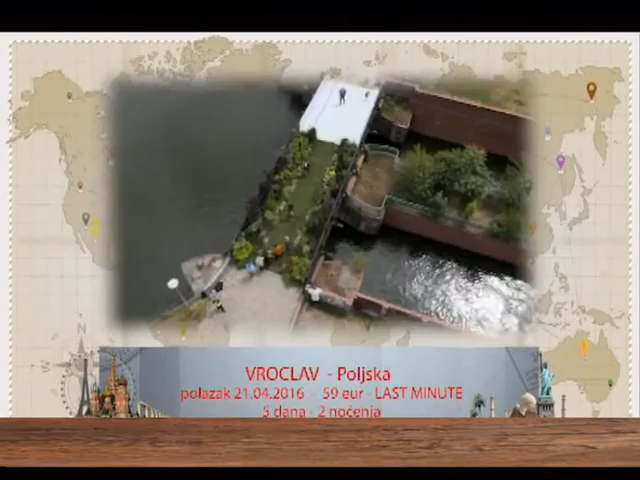 VROCLAV - Poljska
polazak 21.04.2016 - 59 eur - LAST MINUTE
5 dana - 2 noćenja
N
W